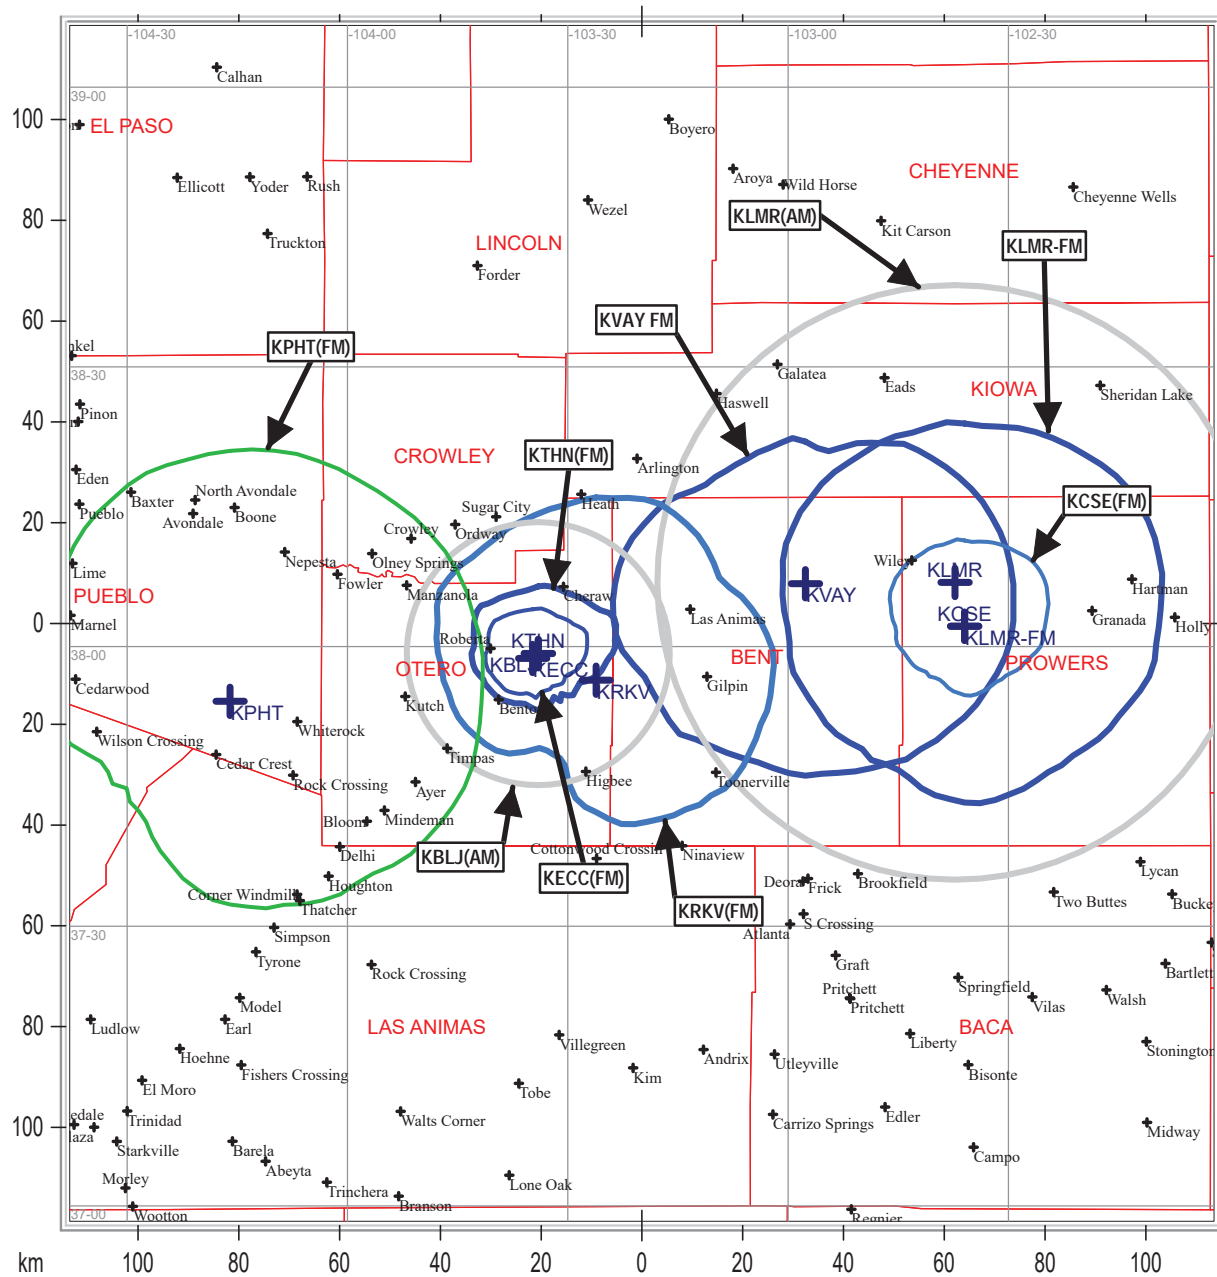 -104-30
-104-00
-103-30
-103-00
-102-30
Calhan
39-00
100
EL PASO
Boyero
Aroya
Wild Horse
CHEYENNE
Ellicott
Yoder
Rush
Cheyenne Wells
Wezel
KLMR(AM)
80
Kit Carson
Truckton
LINCOLN
KLMR-FM
Forder
60
KVAY FM
KPHT(FM)
nkel
38-30
Galatea
Eads
KIOWA
Sheridan Lake
Haswell
Pinon
40
CROWLEY
KTHN(FM)
Arlington
Eden
North Avondale
Baxter
Pueblo
Avondale
Boone
Sugar City
Heath
KCSE(FM)
20
Crowley
Ordway
Nepesta
Olney Springs
Wiley
Lime
Fowler
KLMR
Hartman
PUEBLO
Manzanola
Cheraw
KVAY
KCSE
Marnel
0
Las Animas
Granada
Holly
Roberta
KTHN
KLMR-FM
38-00
OTERO
KBLJ
KECC
BENT
PROWERS
Cedarwood
Kutch
Bento
KRKV
Gilpin
KPHT
20
Whiterock
Wilson Crossing
Timpas
Cedar Crest
Rock Crossing
Ayer
Higbee
Toonerville
Bloom
Mindeman
40
Delhi
KBLJ(AM)
Cottonwood Crossin
Ninaview
KECC(FM)
Lycan
Houghton
Deora
Frick
Brookfield
Corner Windmill
Thatcher
KRKV(FM)
Two Buttes
Bucke
60
S Crossing
37-30
Simpson
Atlanta
Tyrone
Rock Crossing
Graft
Bartlett
Model
Pritchett
Pritchett
Springfield
Vilas
Walsh
80
Ludlow
Earl
LAS ANIMAS
BACA
Villegreen
Liberty
Stonington
Hoehne
Andrix
Utleyville
Fishers Crossing
Kim
Bisonte
El Moro
Tobe
edale
Trinidad
Walts Corner
Carrizo Springs
Edler
100
laza
Midway
Starkville
Barela
Campo
Abeyta
Morley
Trinchera
Lone Oak
Branson
37-00
Wootton
Regnier
km
100
80
60
40
20
0
20
40
60
80
100